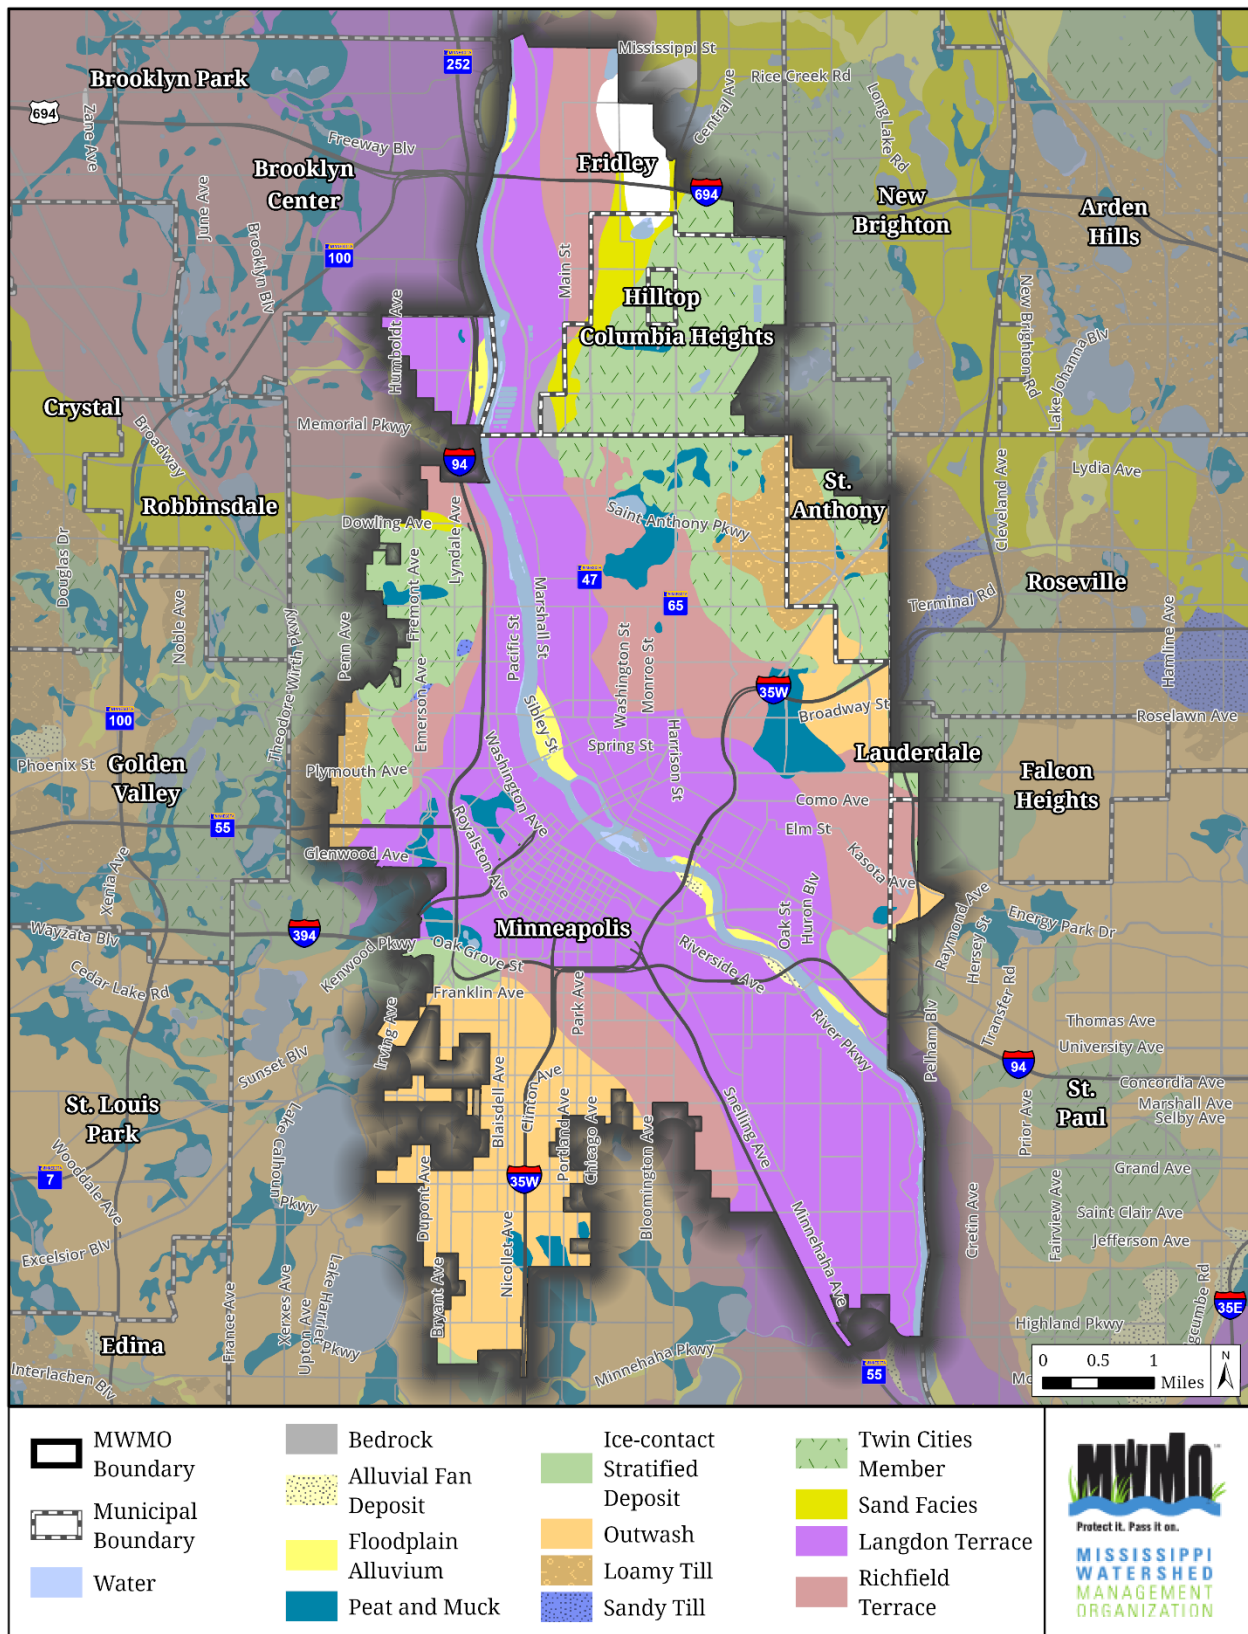 Mississippi St
Brooklyn Park
MINNESOTA
252
Rice Creek Rd
694
Zane Ave
Central Ave
Long Lake Rd
Freeway Blv
Fridley
Brooklyn
Center
694
New
Brighton
Arden
Hills
June Ave
Brooklyn Blv
100
Main St
Hilltop
Humboldt Ave
Columbia Heights
New Brighton Rd
Lake Johanna Blv
Crystal
Broadway
Memorial Pkwy
94
Lydia Ave
Cleveland Ave
St.
Anthony
Robbinsdale
Dowling Ave
Saint Anthony Pkwy
Douglas Dr
Lyndale Ave
Fremont Ave
47
65
Roseville
Terminal Rd
Noble Ave
Theodore Wirth Pkwy
Penn Ave
Pacific St
Marshall St
Washington St
Monroe St
Hamline Ave
35W
Emerson Ave
Sibley St
Broadway St
Roselawn Ave
100
Phoenix St
Golden
Valley
Plymouth Ave
Washington Ave
Spring St
Harrison St
Lauderdale
Falcon
Heights
Como Ave
55
Royalston Ave
Elm St
Glenwood Ave
Kasota Ave
Xenia Ave
Wayzata Blv
394
Kenwood Pkwy
Minneapolis
Oak Grove St
Oak St
Huron Blv
Raymond Ave
Hersey St
Energy Park Dr
Cedar Lake Rd
Franklin Ave
Riverside Ave
Transfer Rd
Park Ave
Irving Ave
River Pkwy
Pelham Blv
Thomas Ave
University Ave
Sunset Blv
94
Concordia Ave
Blaisdell Ave
Clinton Ave
Snelling Ave
St. Louis
Park
Lake Calhoun
Pkwy
Portland Ave
Chicago Ave
Bloomington Ave
St.
Paul
Marshall Ave
Selby Ave
Prior Ave
7
Wooddale Ave
35W
Grand Ave
Dupont Ave
Minnehaha Ave
Cretin Ave
Fairview Ave
Saint Clair Ave
Jefferson Ave
Excelsior Blv
Nicollet Ave
Lake Harriet Pkwy
Bryant Ave
Xerxes Ave
Upton Ave
France Ave
35E
Edina
Highland Pkwy
Minnehaha Pkwy
Interlachen Blv
55
0 0.5 1
Miles
N
MWMO
Boundary
Municipal
Boundary
Water
Bedrock
Alluvial Fan
Deposit
Floodplain
Alluvium
Peat and Muck
Ice-contact
Stratified
Deposit
Outwash
Loamy Till
Sandy Till
Twin Cities
Member
Sand Facies
Langdon Terrace
Richfield
Terrace
MWMO
Protect it. Pass it on.
MISSISSIPPI
WATERSHED
MANAGEMENT
ORGANIZATION